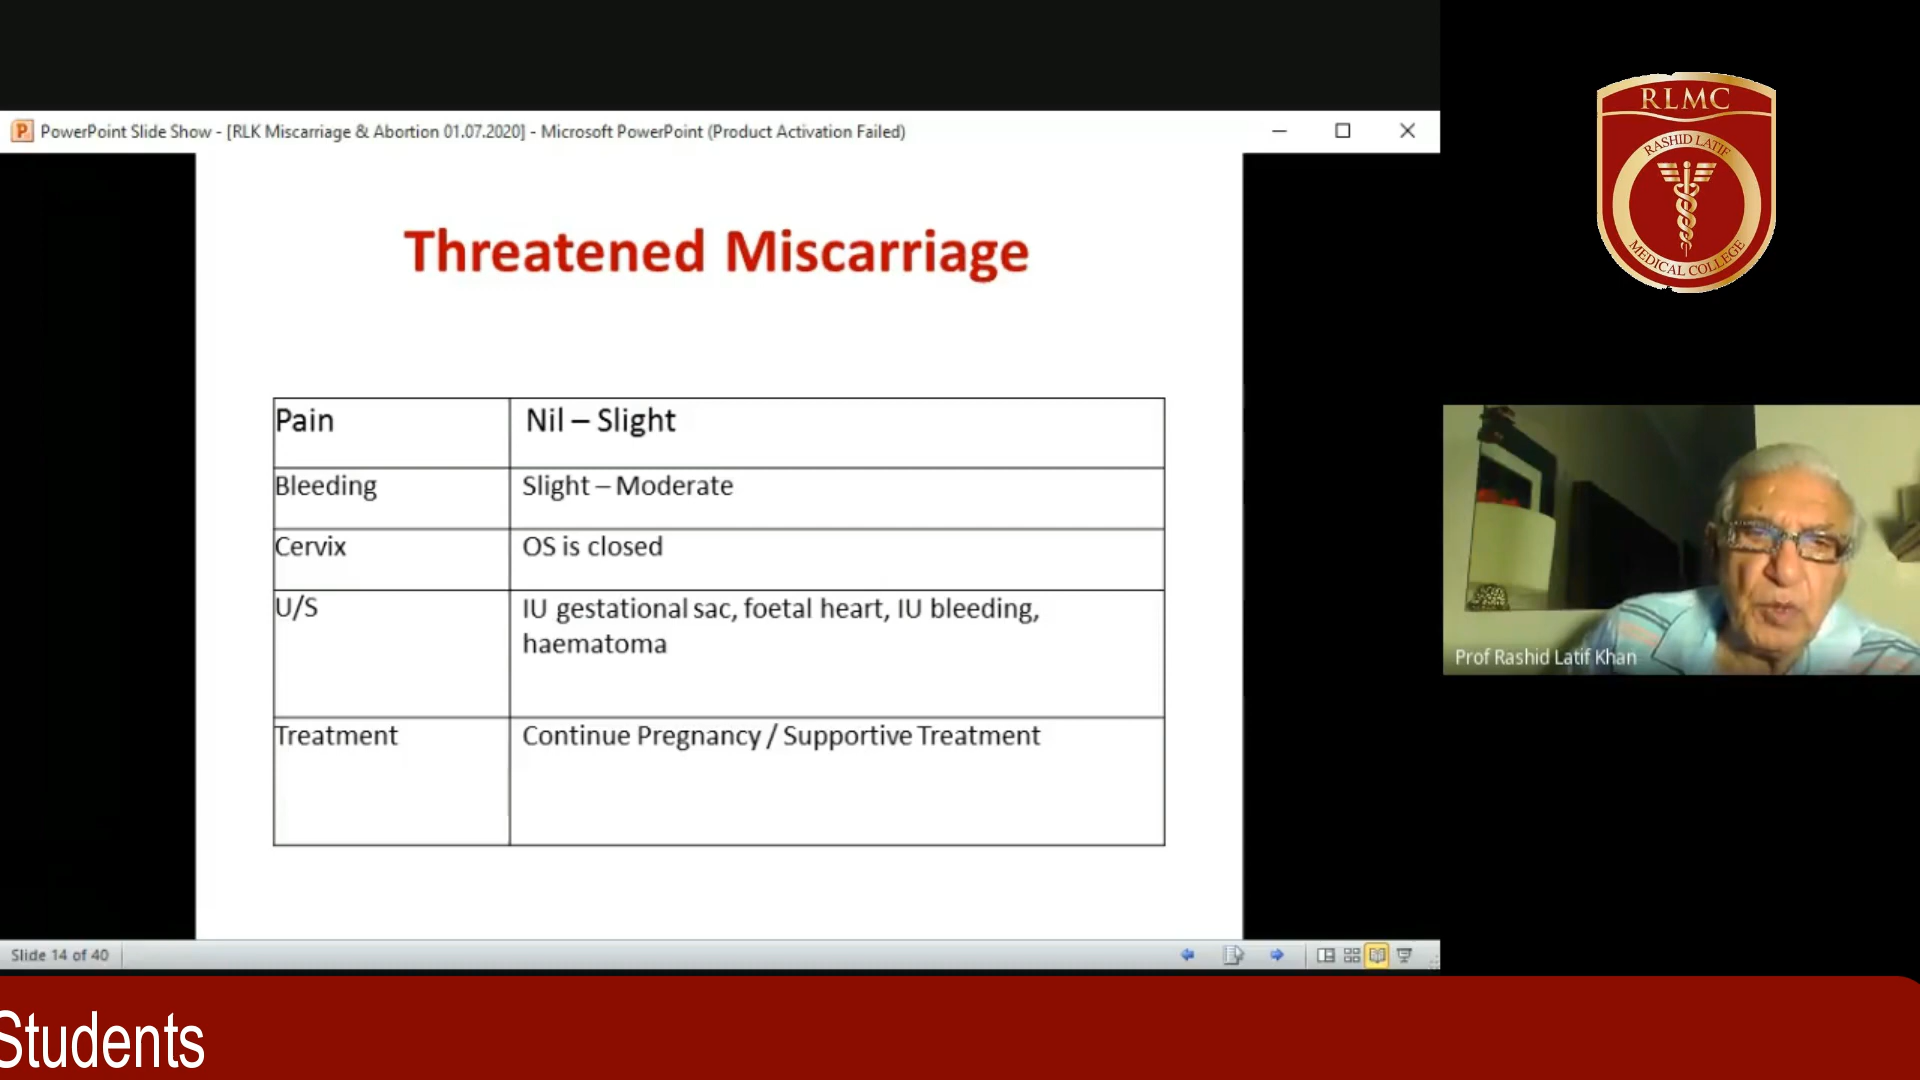 PowerPoint Slide Show - [RLK Miscarriage & Abortion 01.07.2020] - Microsoft PowerPoint (Product Activation Failed)
Threatened Miscarriage
Pain Nil – Slight
Bleeding Slight – Moderate
Cervix OS is closed
U/S IU gestational sac, foetal heart, IU bleeding,
haematoma
Treatment Continue Pregnancy / Supportive Treatment
Slide 14 of 40
RLMC
RASHID LATIF
MEDICAL COLLEGE
Prof Rashid Latif Khan
Students